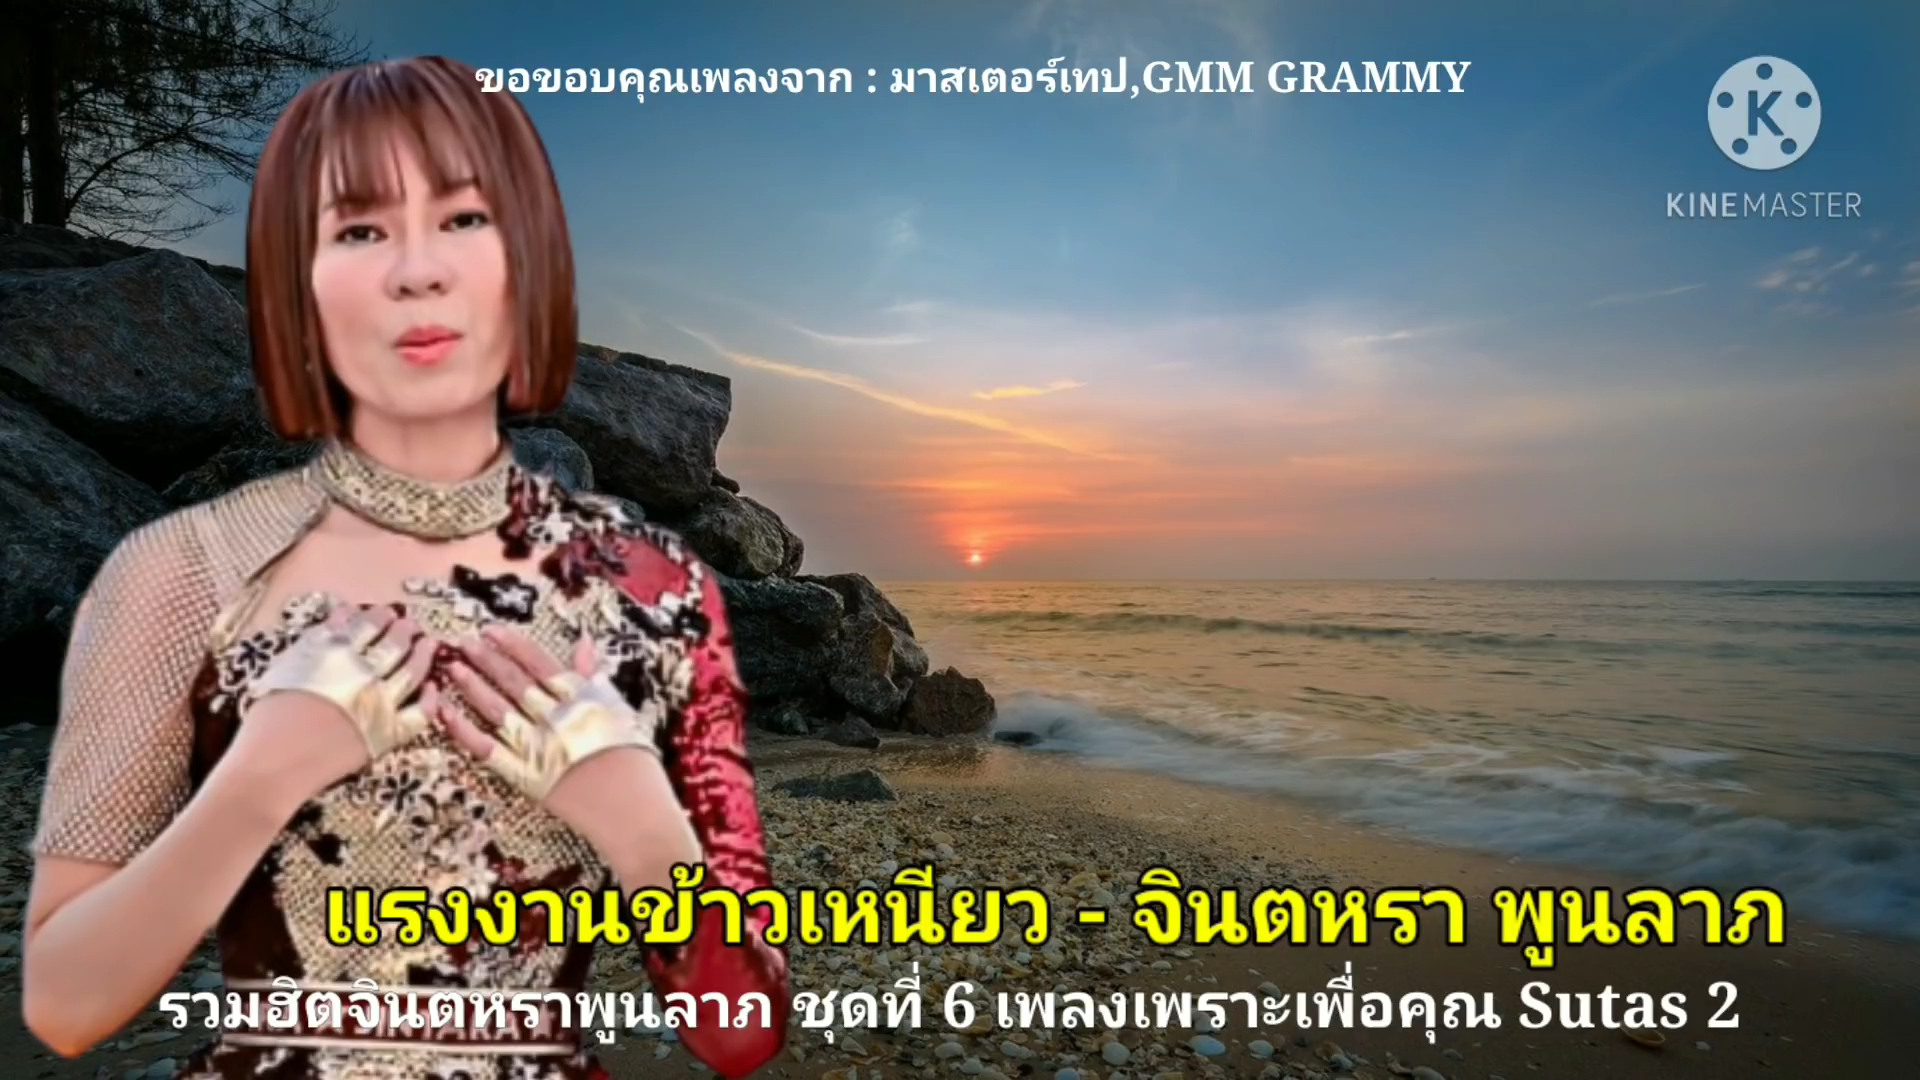 ขอขอบคุณเพลงจาก : มาสเตอร์เทป,GMM GRAMMY
K
KINEMASTER
แรงงานข้าวเหนียว - จินตหรา พูนลาภ
รวมฮิตจินตหราพูนลาภ ชุดที่ 6 เพลงเพราะเพื่อคุณ Sutas 2